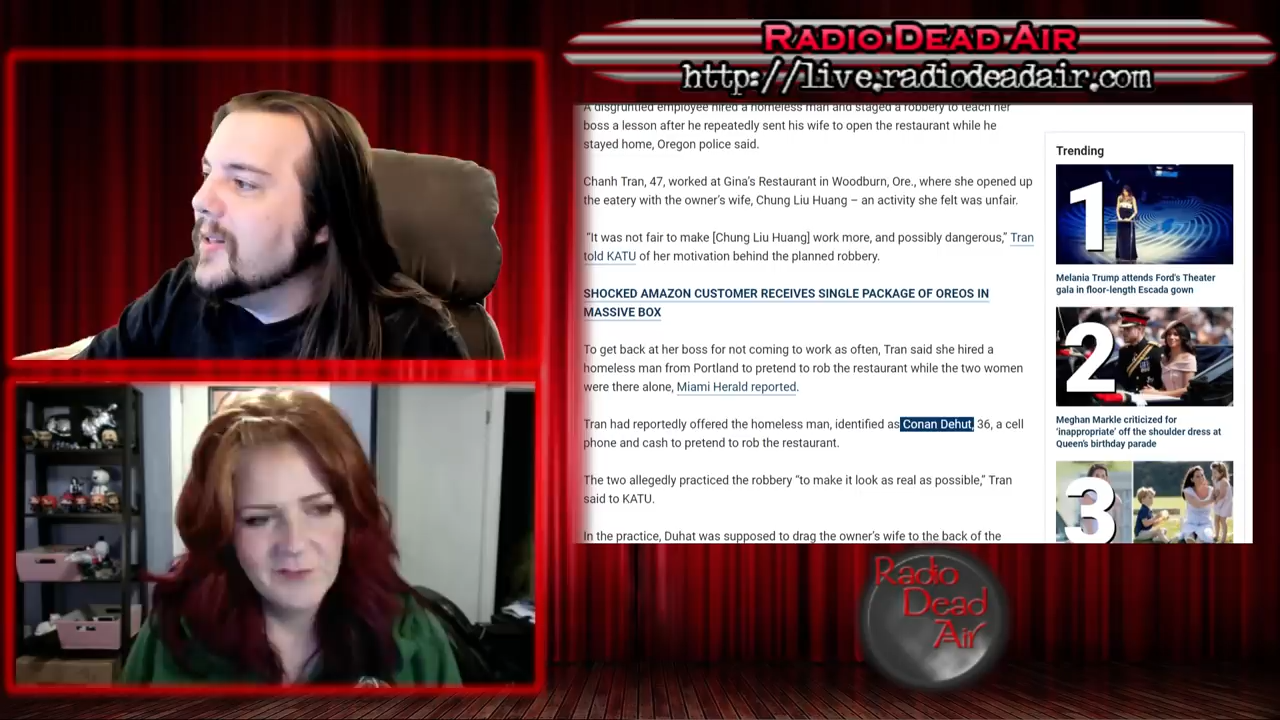 RADIO DEAD AIR
http://live.radiodeadair.com
A disgruntled employee hired a homeless man and staged a robbery to teach her
boss a lesson after he repeatedly sent his wife to open the restaurant while he
stayed home, Oregon police said.
Chanh Tran, 47, worked at Gina's Restaurant in Woodburn, Ore., where she opened up
the eatery with the owner's wife, Chung Liu Huang – an activity she felt was unfair.
"It was not fair to make [Chung Liu Huang] work more, and possibly dangerous," Tran
told KATU of her motivation behind the planned robbery.
SHOCKED AMAZON CUSTOMER RECEIVES SINGLE PACKAGE OF OREOS IN
MASSIVE BOX
To get back at her boss for not coming to work as often, Tran said she hired a
homeless man from Portland to pretend to rob the restaurant while the two women
were there alone, Miami Herald reported.
Tran had reportedly offered the homeless man, identified as Conan Dehut, 36, a cell
phone and cash to pretend to rob the restaurant.
The two allegedly practiced the robbery "to make it look as real as possible," Tran
said to KATU.
In the practice, Duhat was supposed to drag the owner's wife to the back of the
Trending
1
Melania Trump attends Ford's Theater
gala in floor-length Escada gown
2
Meghan Markle criticized for
'inappropriate' off the shoulder dress at
Queen's birthday parade
3
Radio
Dead
Air